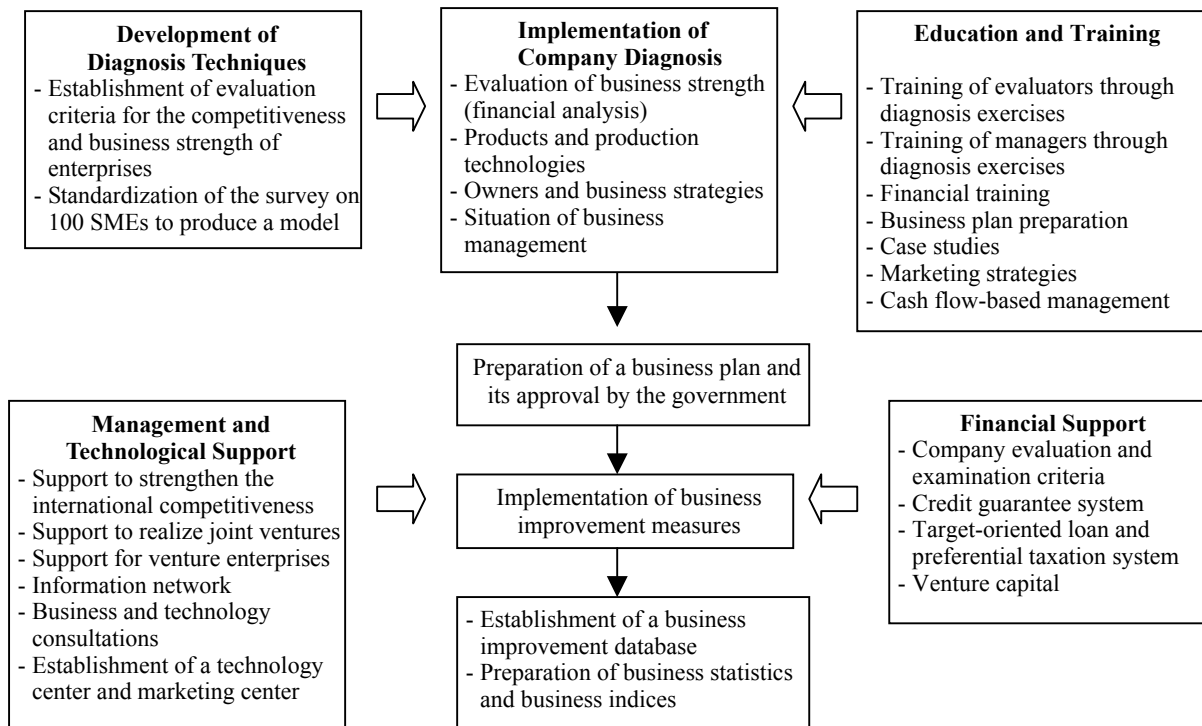 Development of
Diagnosis Techniques
- Establishment of evaluation
criteria for the competitiveness
and business strength of
enterprises
- Standardization of the survey on
100 SMEs to produce a model
Implementation of
Company Diagnosis
- Evaluation of business strength
(financial analysis)
- Products and production
technologies
- Owners and business strategies
- Situation of business
management
Education and Training
- Training of evaluators through
diagnosis exercises
- Training of managers through
diagnosis exercises
- Financial training
- Business plan preparation
- Case studies
- Marketing strategies
- Cash flow-based management
Preparation of a business plan and
its approval by the government
Management and
Technological Support
- Support to strengthen the
international competitiveness
- Support to realize joint ventures
- Support for venture enterprises
- Information network
- Business and technology
consultations
- Establishment of a technology
center and marketing center
Implementation of business
improvement measures
Financial Support
- Company evaluation and
examination criteria
- Credit guarantee system
- Target-oriented loan and
preferential taxation system
- Venture capital
- Establishment of a business
improvement database
- Preparation of business statistics
and business indices